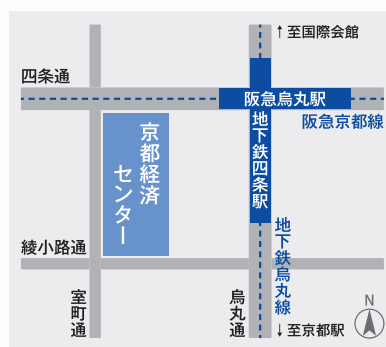 ↑至国際会館
四条通
阪急烏丸駅
阪急京都線
地下鉄四条駅
京都経済
センター
綾小路通
地下鉄烏丸線
室町通
烏丸通
↓至京都駅
N